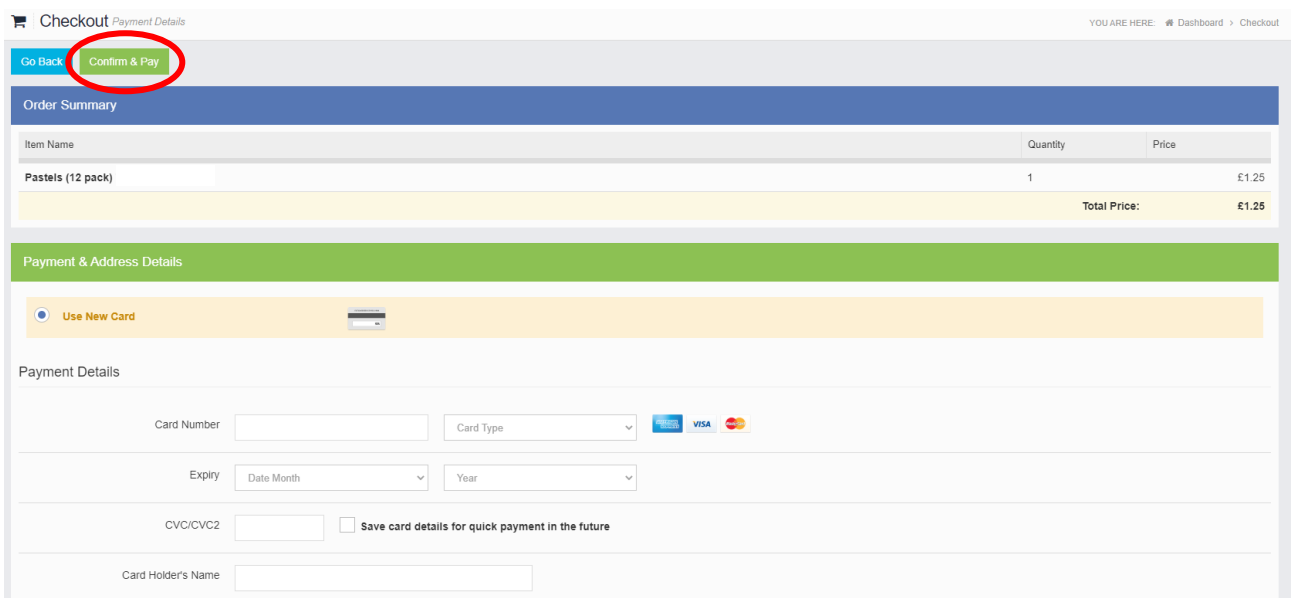 Checkout Payment Details
YOU ARE HERE: Dashboard > Checkout
Go Back Confirm & Pay
Order Summary
Item Name Quantity Price
Pastels (12 pack) 1 £1.25
Total Price: £1.25
Payment & Address Details
Use New Card
Payment Details
Card Number Card Type VISA
Expiry Date Month Year
CVC/CVC2 Save card details for quick payment in the future
Card Holder's Name